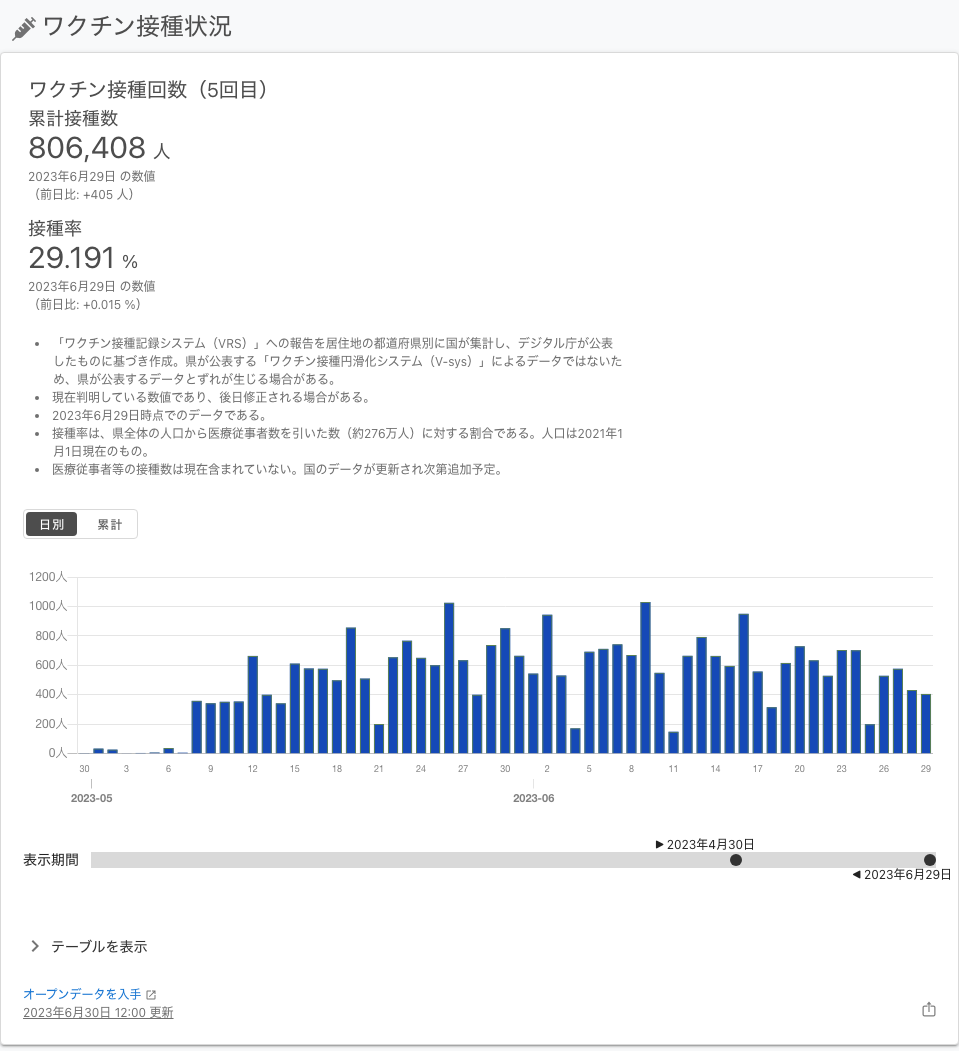 ワクチン接種状況
ワクチン接種回数（5回目）
累計接種数
806,408 人
2023年6月29日 の数値
（前日比: +405 人）
接種率
29.191 %
2023年6月29日 の数値
（前日比: +0.015 %）
• 「ワクチン接種記録システム（VRS）」への報告を居住地の都道府県別に国が集計し、デジタル庁が公表
したものに基づき作成。県が公表する「ワクチン接種円滑化システム（V-sys）」によるデータではないた
め、県が公表するデータとずれが生じる場合がある。
• 現在判明している数値であり、後日修正される場合がある。
• 2023年6月29日時点でのデータである。
• 接種率は、県全体の人口から医療従事者数を引いた数（約276万人）に対する割合である。人口は2021年1
月1日現在のもの。
• 医療従事者等の接種数は現在含まれていない。国のデータが更新され次第追加予定。
日別 累計
1200人
1000人
800人
600人
400人
200人
0人
30 3 6 9 12 15 18 21 24 27 30 2 5 8 11 14 17 20 23 26 29
2023-05 2023-06
▶ 2023年4月30日
表示期間
◀ 2023年6月29日
テーブルを表示
オープンデータを入手
2023年6月30日 12:00 更新